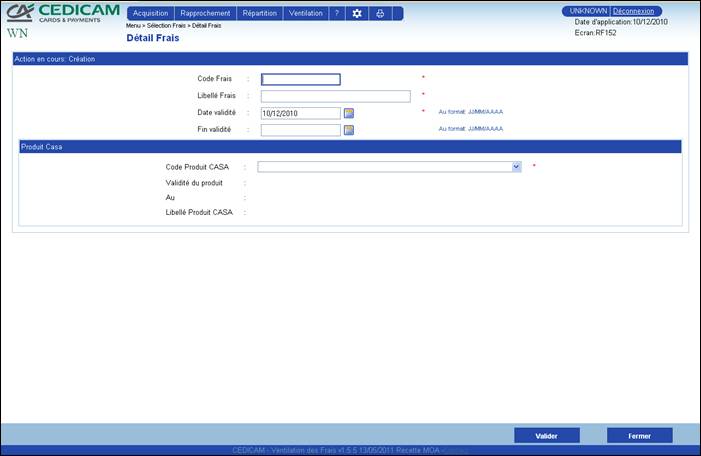 CEDICAM
CARDS & PAYMENTS
WN
Acquisition Rapprochement Répartition Ventilation ?
UNKNOWN Déconnexion
Date d'application:10/12/2010
Ecran:RF152
Menu > Sélection Frais > Détail Frais
Détail Frais
Action en cours: Création
Code Frais : *
Libellé Frais : *
Date validité : 10/12/2010 * Au format: JJ/MM/AAAA
Fin validité : Au format: JJ/MM/AAAA
Produit Casa
Code Produit CASA : *
Validité du produit :
Au :
Libellé Produit CASA :
Valider Fermer
CEDICAM - Ventilation des Frais v1.5.5 13/05/2011 Recette MOA -